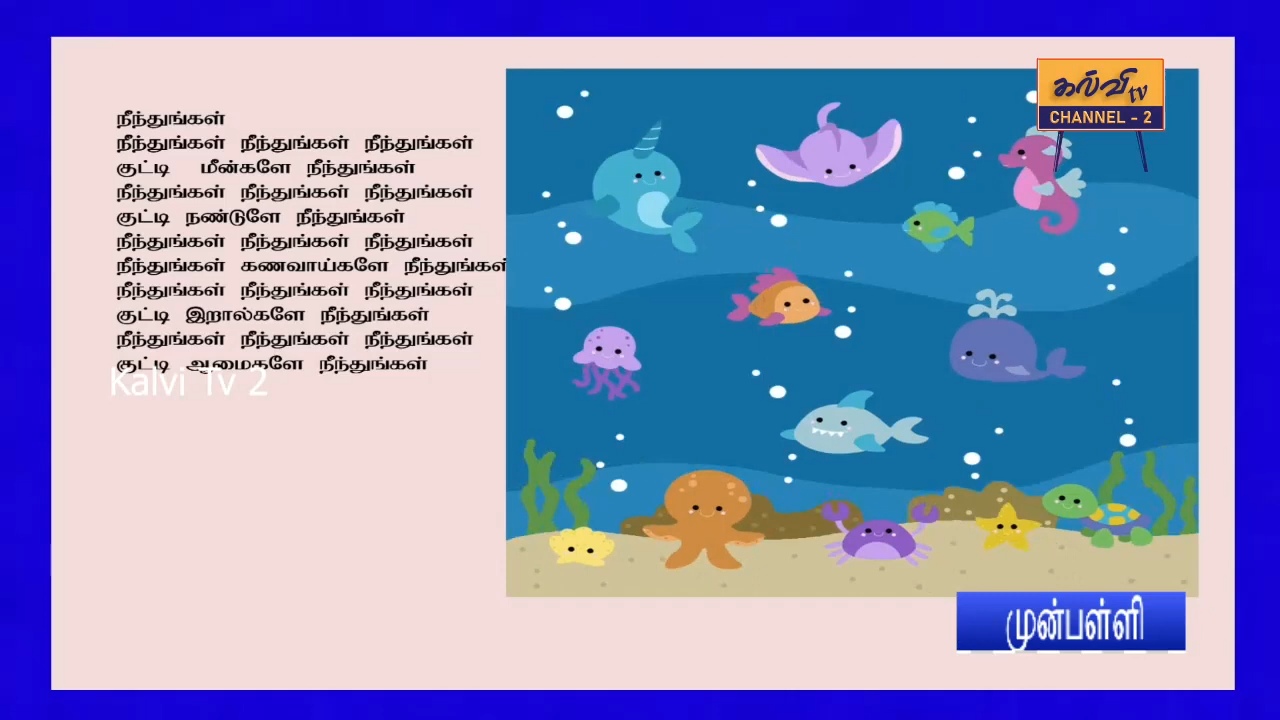 நீந்துங்கள்
நீந்துங்கள் நீந்துங்கள் நீந்துங்கள்
குட்டி மீன்களே நீந்துங்கள்
நீந்துங்கள் நீந்துங்கள் நீந்துங்கள்
குட்டி நண்டுளே நீந்துங்கள்
நீந்துங்கள் நீந்துங்கள் நீந்துங்கள்
நீந்துங்கள் கணவாய்களே நீந்துங்கள்
நீந்துங்கள் நீந்துங்கள் நீந்துங்கள்
குட்டி இறால்களே நீந்துங்கள்
நீந்துங்கள் நீந்துங்கள் நீந்துங்கள்
குட்டி ஆமைகளே நீந்துங்கள்
Kalvi Tv 2
கல்வி tv
CHANNEL - 2
முன்பள்ளி